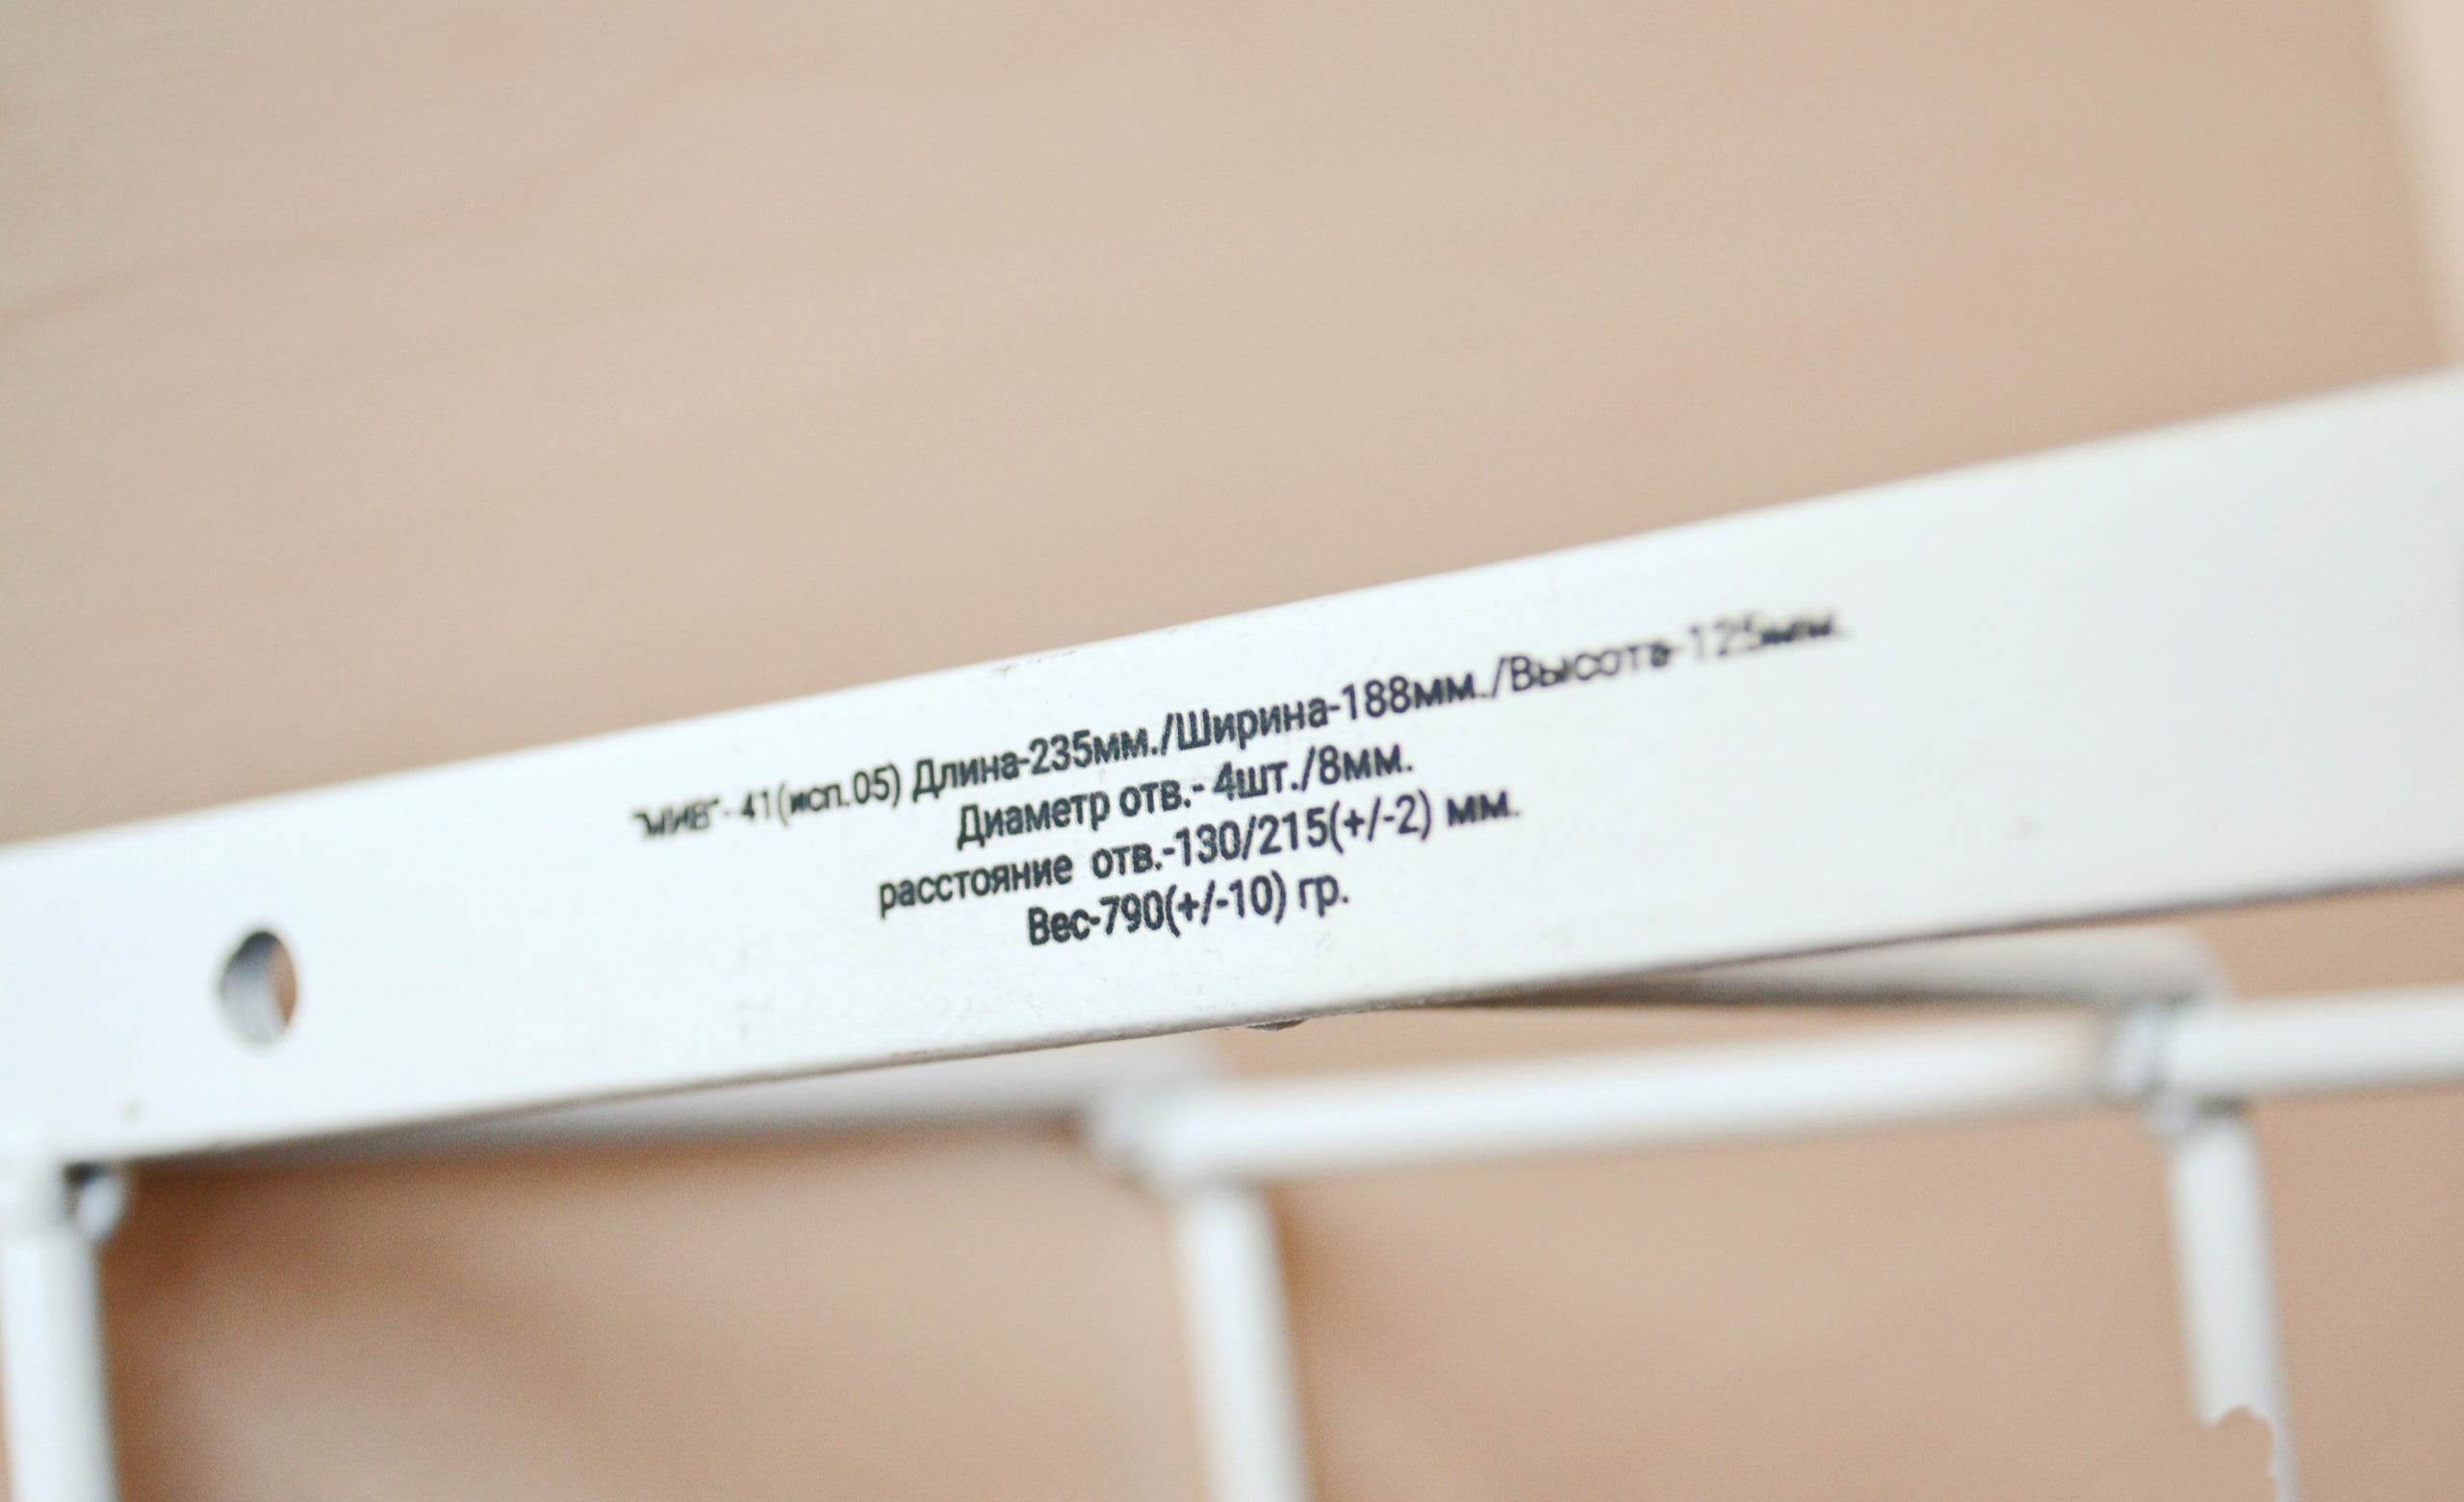 "МИВ"- 41(исп.05) Длина-235мм./Ширина-188мм./Высота-125мм.
Диаметр отв.- 4шт./8мм.
расстояние отв.-130/215(+/-2) мм.
Вес-790(+/-10) гр.